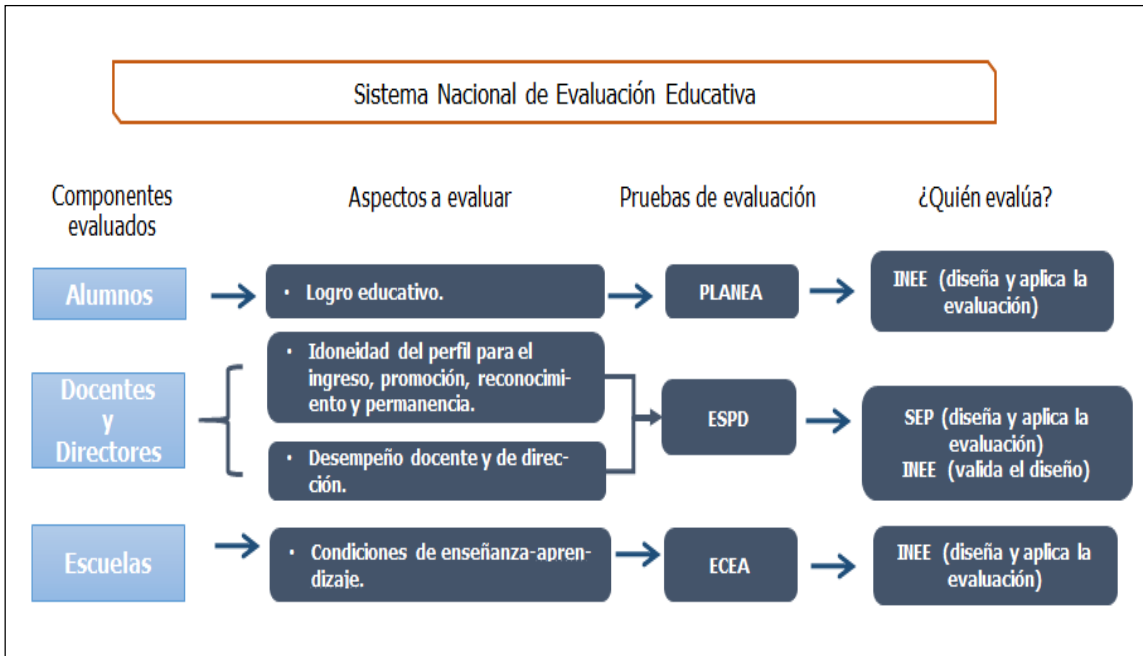 Sistema Nacional de Evaluación Educativa
Componentes
evaluados
Aspectos a evaluar
Pruebas de evaluación
¿Quién evalúa?
Alumnos
• Logro educativo.
PLANEA
INEE (diseña y aplica la
evaluación)
Docentes
y
Directores
• Idoneidad del perfil para el
ingreso, promoción, reconocimi-
ento y permanencia.
• Desempeño docente y de direc-
ción.
ESPD
SEP (diseña y aplica la
evaluación)
INEE (valida el diseño)
Escuelas
• Condiciones de enseñanza-apren-
dizaje.
ECEA
INEE (diseña y aplica la
evaluación)